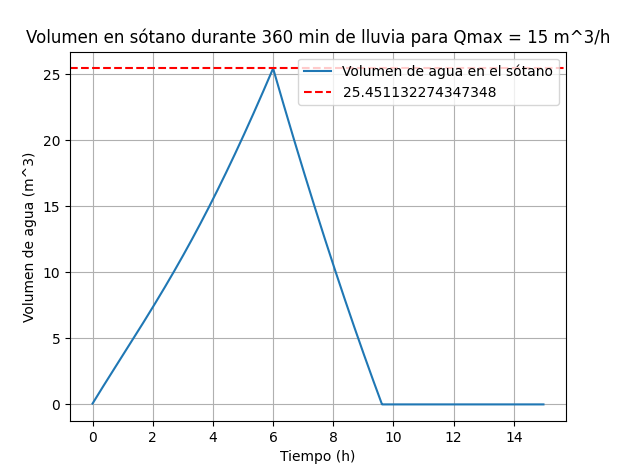 Volumen en sótano durante 360 min de lluvia para Qmax = 15 m^3/h
Volumen de agua en el sótano
25.451132274347348
Volumen de agua (m^3)
25
20
15
10
5
0
0 2 4 6 8 10 12 14
Tiempo (h)